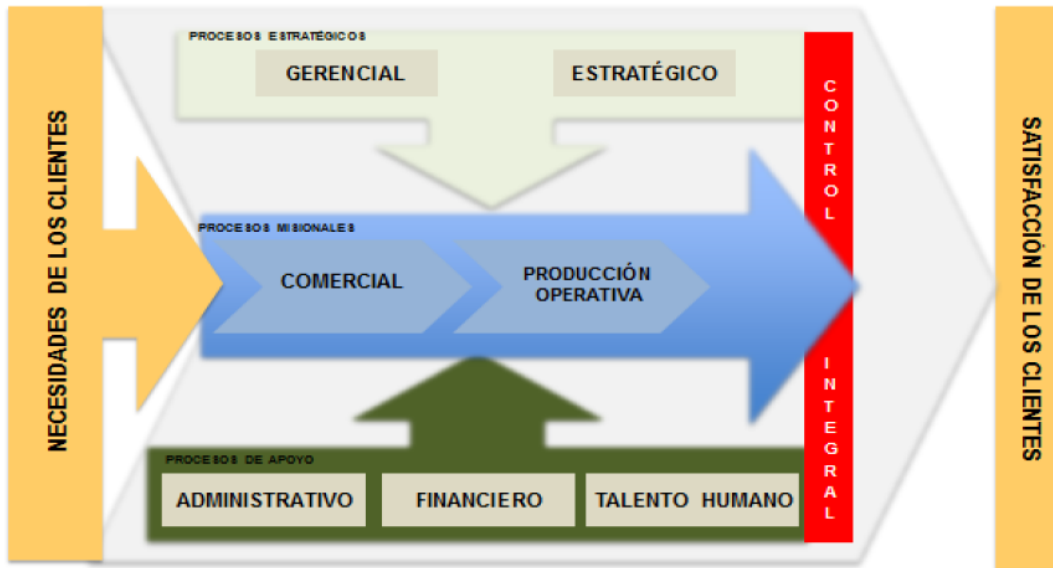 NECESIDADES DE LOS CLIENTES
PROCESOS ESTRATÉGICOS
GERENCIAL
ESTRATÉGICO
PROCESOS MISIONALES
COMERCIAL
PRODUCCIÓN
OPERATIVA
PROCESOS DE APOYO
ADMINISTRATIVO
FINANCIERO
TALENTO HUMANO
CONTROL
INTEGRAL
SATISFACCIÓN DE LOS CLIENTES